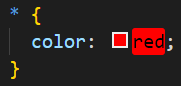 * {
color: red;
}